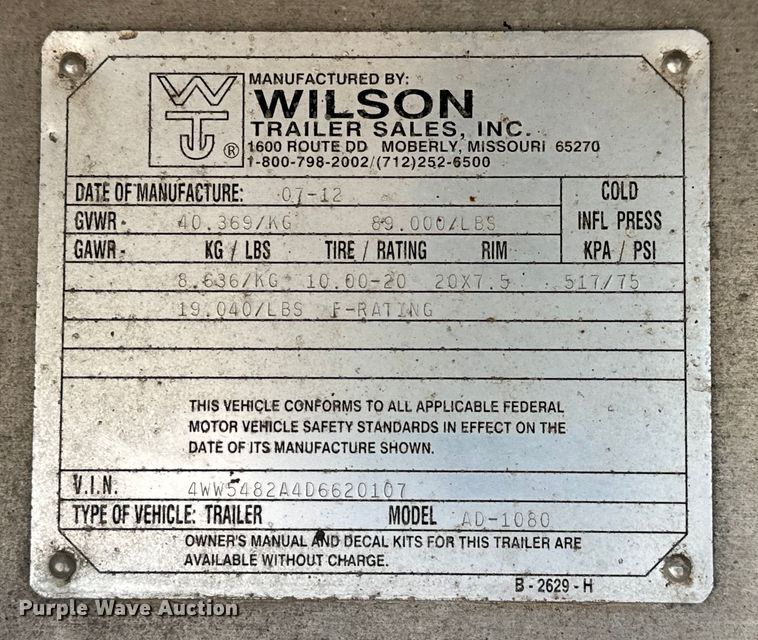 WT ®
MANUFACTURED BY:
WILSON
TRAILER SALES, INC.
1600 ROUTE DD MOBERLY, MISSOURI 65270
1-800-798-2002/(712)252-6500
DATE OF MANUFACTURE: 07-12
COLD
GVWR- 40.369/KG 89.000/LBS
INFL PRESS
GAWR- KG / LBS TIRE / RATING RIM
KPA / PSI
8.636/KG 10.00-20 20X7.5 517/75
19.040/LBS F-RATING
THIS VEHICLE CONFORMS TO ALL APPLICABLE FEDERAL
MOTOR VEHICLE SAFETY STANDARDS IN EFFECT ON THE
DATE OF ITS MANUFACTURE SHOWN.
V.I.N. 4WW5482A4D6620107
TYPE OF VEHICLE: TRAILER MODEL AD-1080
OWNER'S MANUAL AND DECAL KITS FOR THIS TRAILER ARE
AVAILABLE WITHOUT CHARGE.
B - 2629 - H
Purple Wave Auction